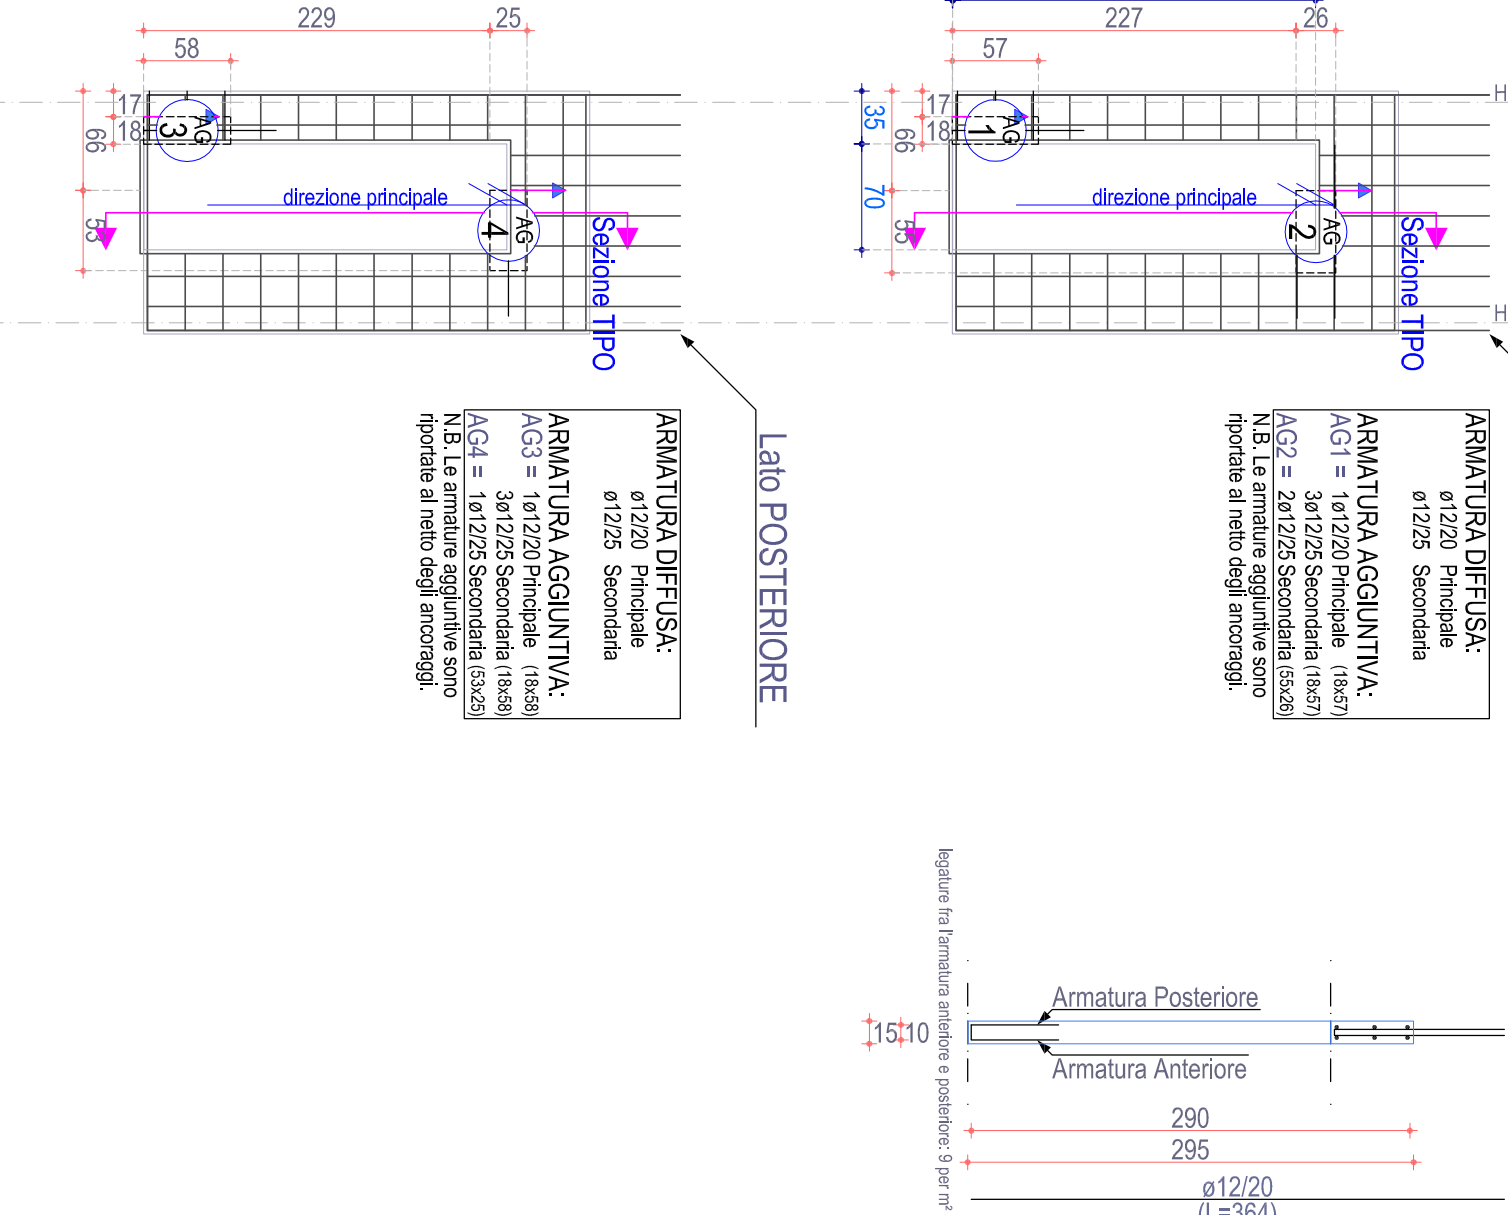 229
25
58
17
18
66
53
AG
3
direzione principale
AG
4
Sezione TIPO
227
26
57
35
70
17
18
66
55
AG
1
direzione principale
AG
2
Sezione TIPO
H
H
ARMATURA DIFFUSA:
ø12/20 Principale
ø12/25 Secondaria
ARMATURA AGGIUNTIVA:
AG3 = 1ø12/20 Principale (18x58)
3ø12/25 Secondaria (18x58)
AG4 = 1ø12/25 Secondaria (53x25)
N.B. Le armature aggiuntive sono
riportate al netto degli ancoraggi.
Lato POSTERIORE
ARMATURA DIFFUSA:
ø12/20 Principale
ø12/25 Secondaria
ARMATURA AGGIUNTIVA:
AG1 = 1ø12/20 Principale (18x57)
3ø12/25 Secondaria (18x57)
AG2 = 2ø12/25 Secondaria (55x26)
N.B. Le armature aggiuntive sono
riportate al netto degli ancoraggi.
legature fra l'armatura anteriore e posteriore: 9 per m²
Armatura Posteriore
15 10
Armatura Anteriore
290
295
ø12/20
(L=364)